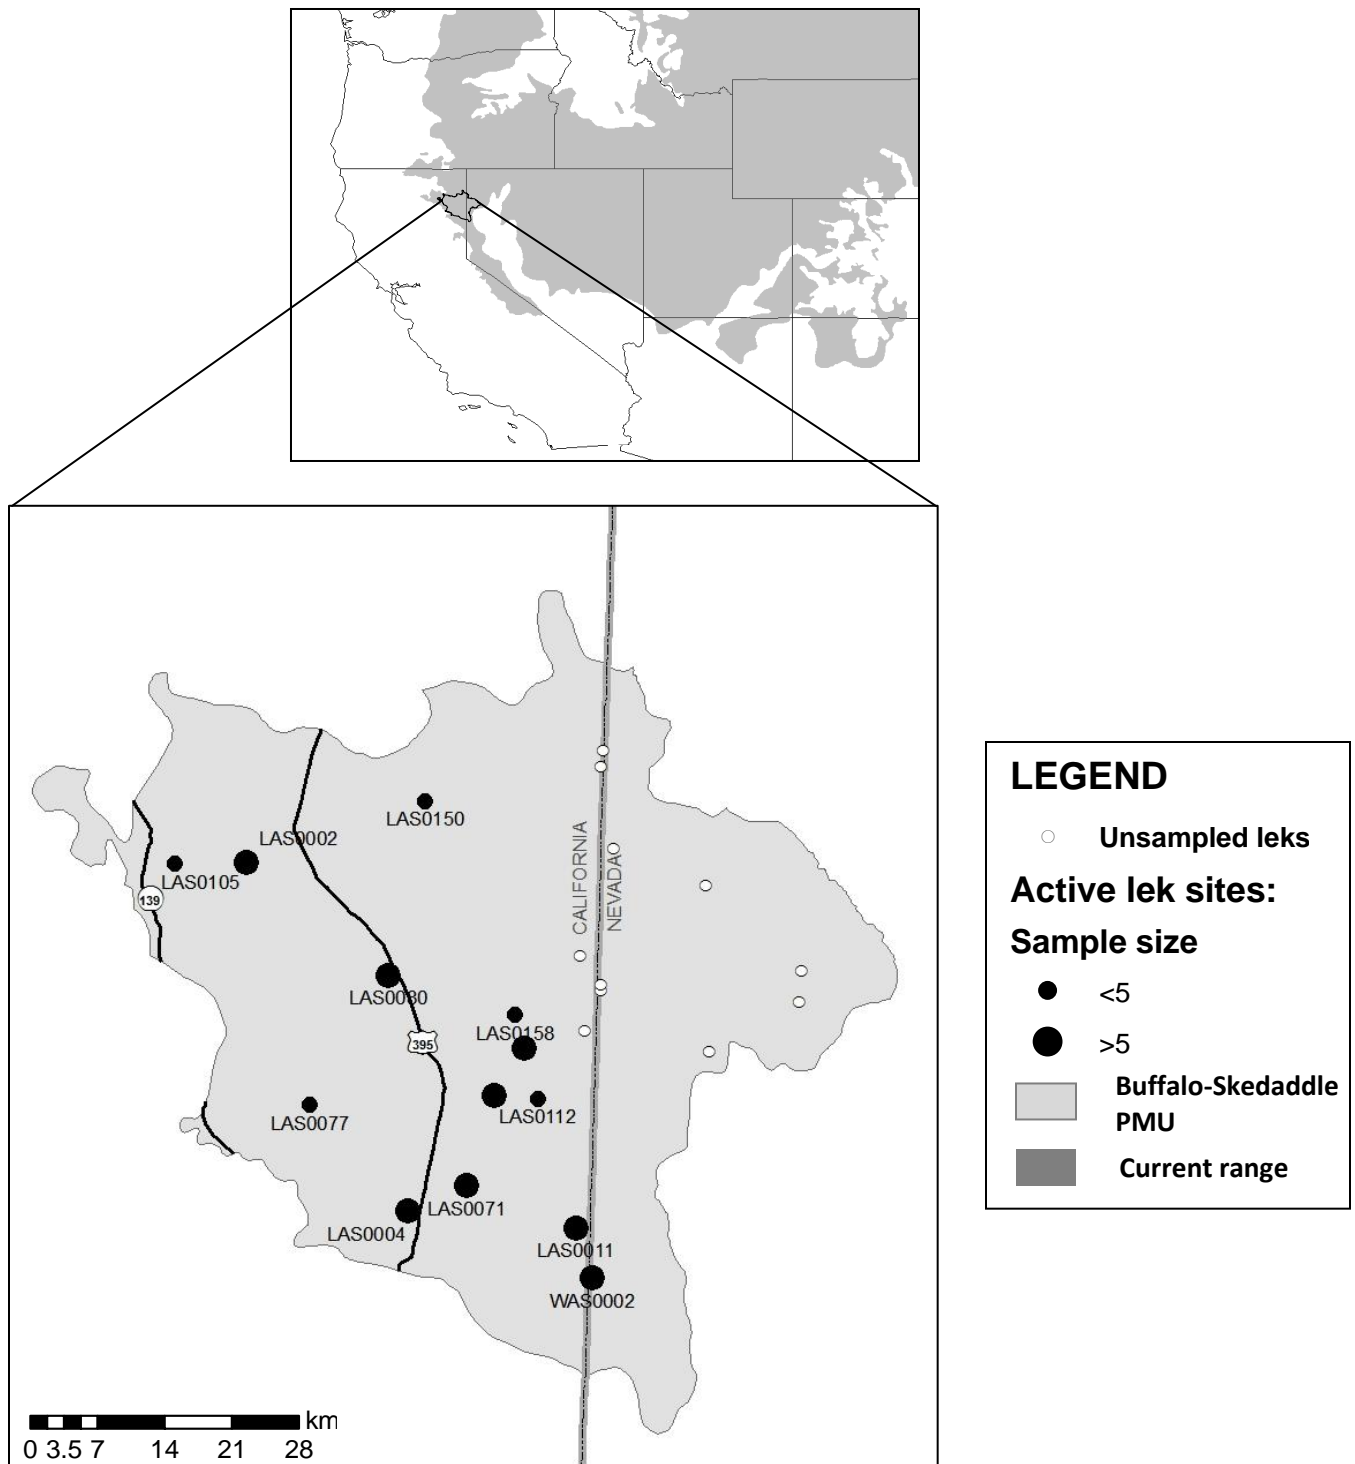 LAS0150
LAS0002
LAS0105
139
CALIFORNIA
NEVADA
LAS0030
LAS0158
395
LAS0112
LAS0077
LAS0071
LAS0004
LAS0011
WAS0002
km
0 3.5 7 14 21 28
LEGEND
Unsampled leks
Active lek sites:
Sample size
<5
>5
Buffalo-Skedaddle
PMU
Current range